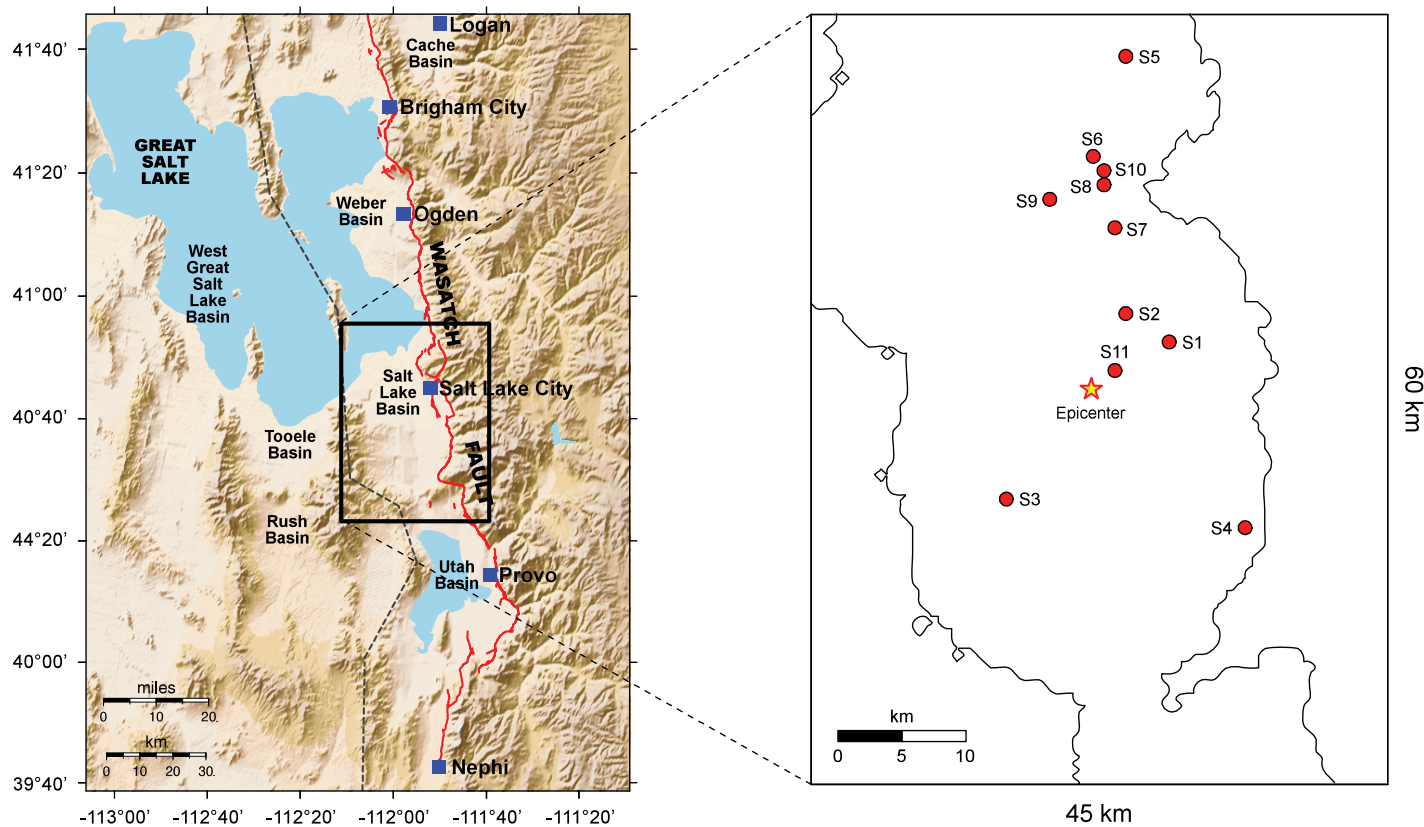 41°40'
41°20'
41°00'
40°40'
44°20'
40°00'
39°40'
-113°00'
-112°40'
-112°20'
-112°00'
-111°40'
-111°20'
Logan
Cache
Basin
Brigham City
GREAT
SALT
LAKE
Weber
Basin
Ogden
West
Great
Salt
Lake
Basin
WASATCH
Salt
Lake
Basin
Salt Lake City
Tooele
Basin
FAULT
Rush
Basin
Utah
Basin
Provo
Nephi
miles
0 10 20.
km
0 10 20 30.
S5
S6
S10
S8
S9
S7
S2
S1
S11
Epicenter
S3
S4
km
0 5 10
60 km
45 km